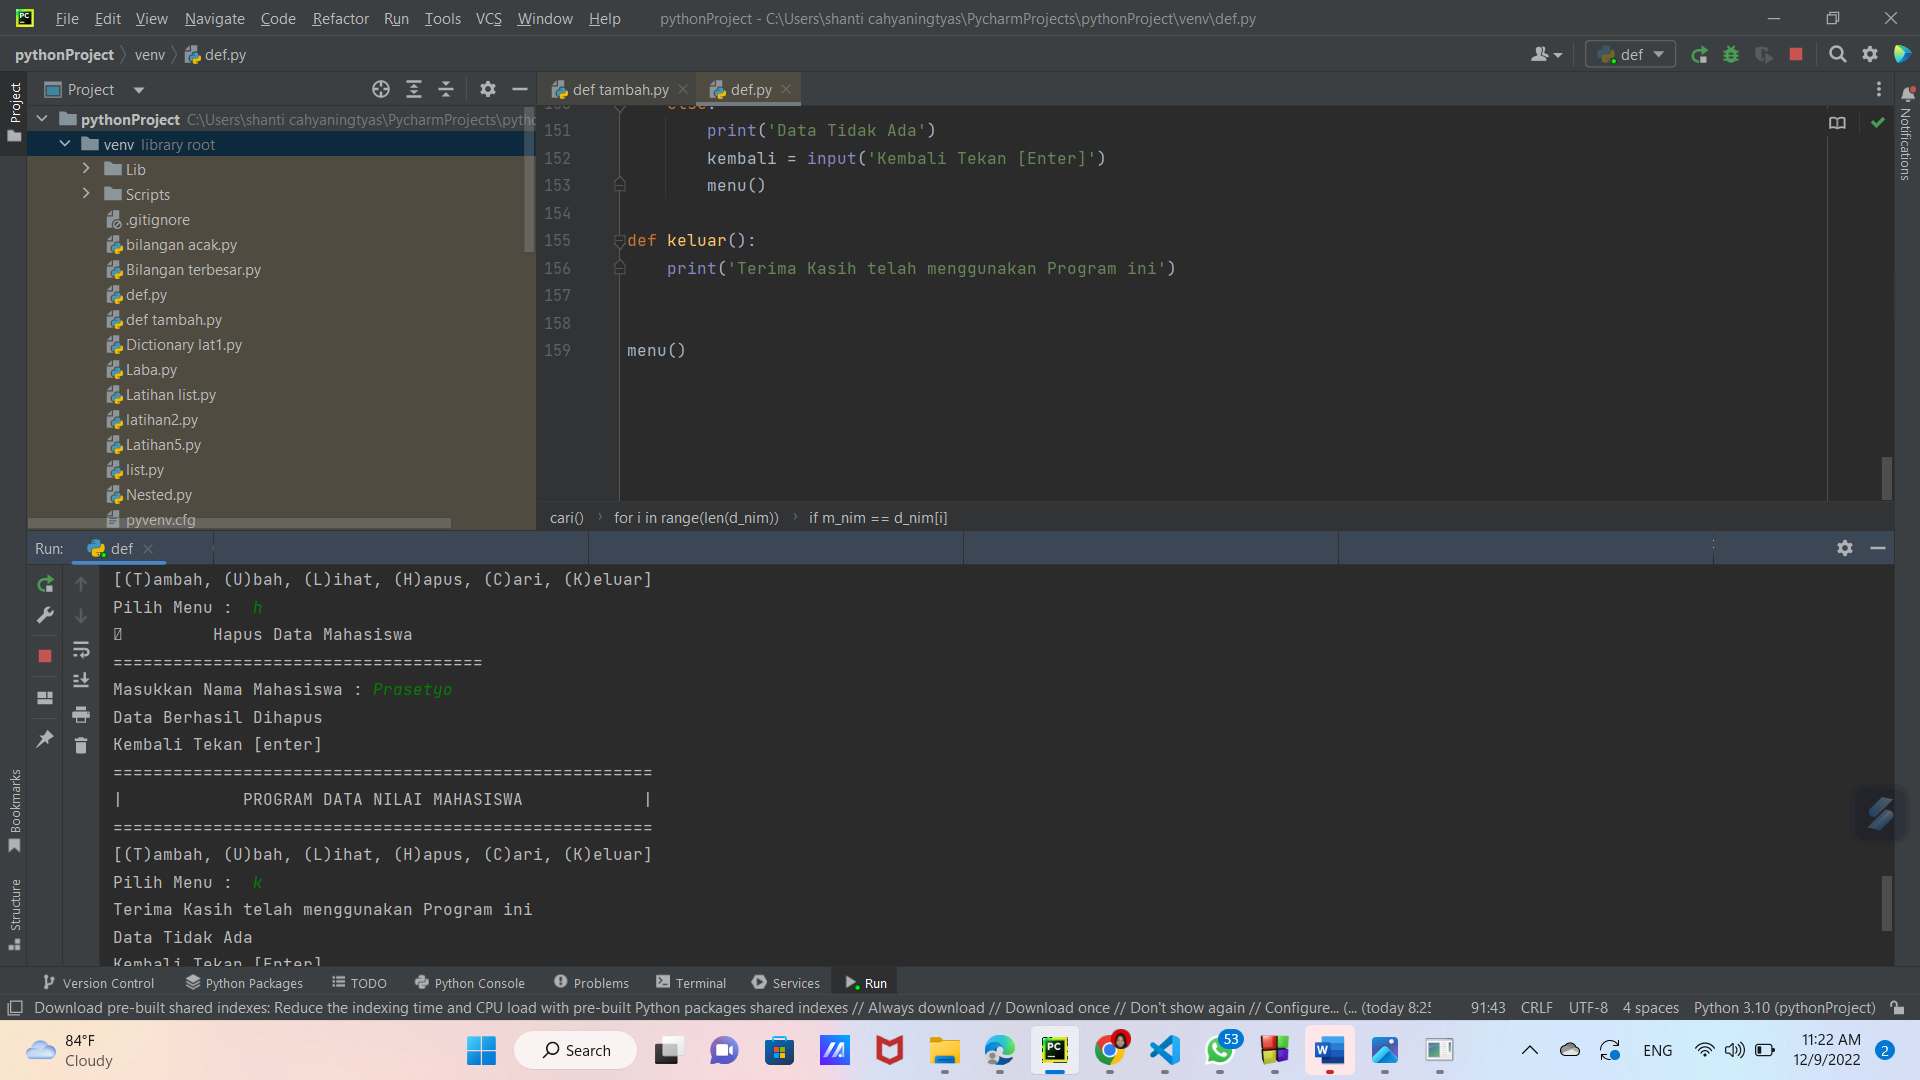 File Edit View Navigate Code Refactor Run Tools VCS Window Help pythonProject - C:\Users\shanti cahyaningtyas\PycharmProjects\pythonProject\venv\def.py
pythonProject venv def.py def
Project
Project
def tambah.py def.py
pythonProject C:\Users\shanti cahyaningtyas\PycharmProjects\pytho
venv library root
Lib
Scripts
.gitignore
bilangan acak.py
Bilangan terbesar.py
def.py
def tambah.py
Dictionary lat1.py
Laba.py
Latihan list.py
latihan2.py
Latihan5.py
list.py
Nested.py
pyvenv.cfg
150 else:
151 print('Data Tidak Ada')
152 kembali = input('Kembali Tekan [Enter]')
153 menu()
154
155 def keluar():
156 print('Terima Kasih telah menggunakan Program ini')
157
158
159 menu()
cari() for i in range(len(d_nim)) if m_nim == d_nim[i]
Notifications
Run: def
[(T)ambah, (U)bah, (L)ihat, (H)apus, (C)ari, (K)eluar]
Pilih Menu : h
Hapus Data Mahasiswa
=====================================
Masukkan Nama Mahasiswa : Prasetyo
Data Berhasil Dihapus
Kembali Tekan [enter]
======================================================
| PROGRAM DATA NILAI MAHASISWA |
======================================================
[(T)ambah, (U)bah, (L)ihat, (H)apus, (C)ari, (K)eluar]
Pilih Menu : k
Terima Kasih telah menggunakan Program ini
Data Tidak Ada
Kembali Tekan [Enter]
Bookmarks
Structure
Version Control Python Packages TODO Python Console Problems Terminal Services Run
Download pre-built shared indexes: Reduce the indexing time and CPU load with pre-built Python packages shared indexes // Always download // Download once // Don't show again // Configure... (... (today 8:25 91:43 CRLF UTF-8 4 spaces Python 3.10 (pythonProject)
84°F
Cloudy
Search
PC
53
W
ENG
11:22 AM
12/9/2022
2